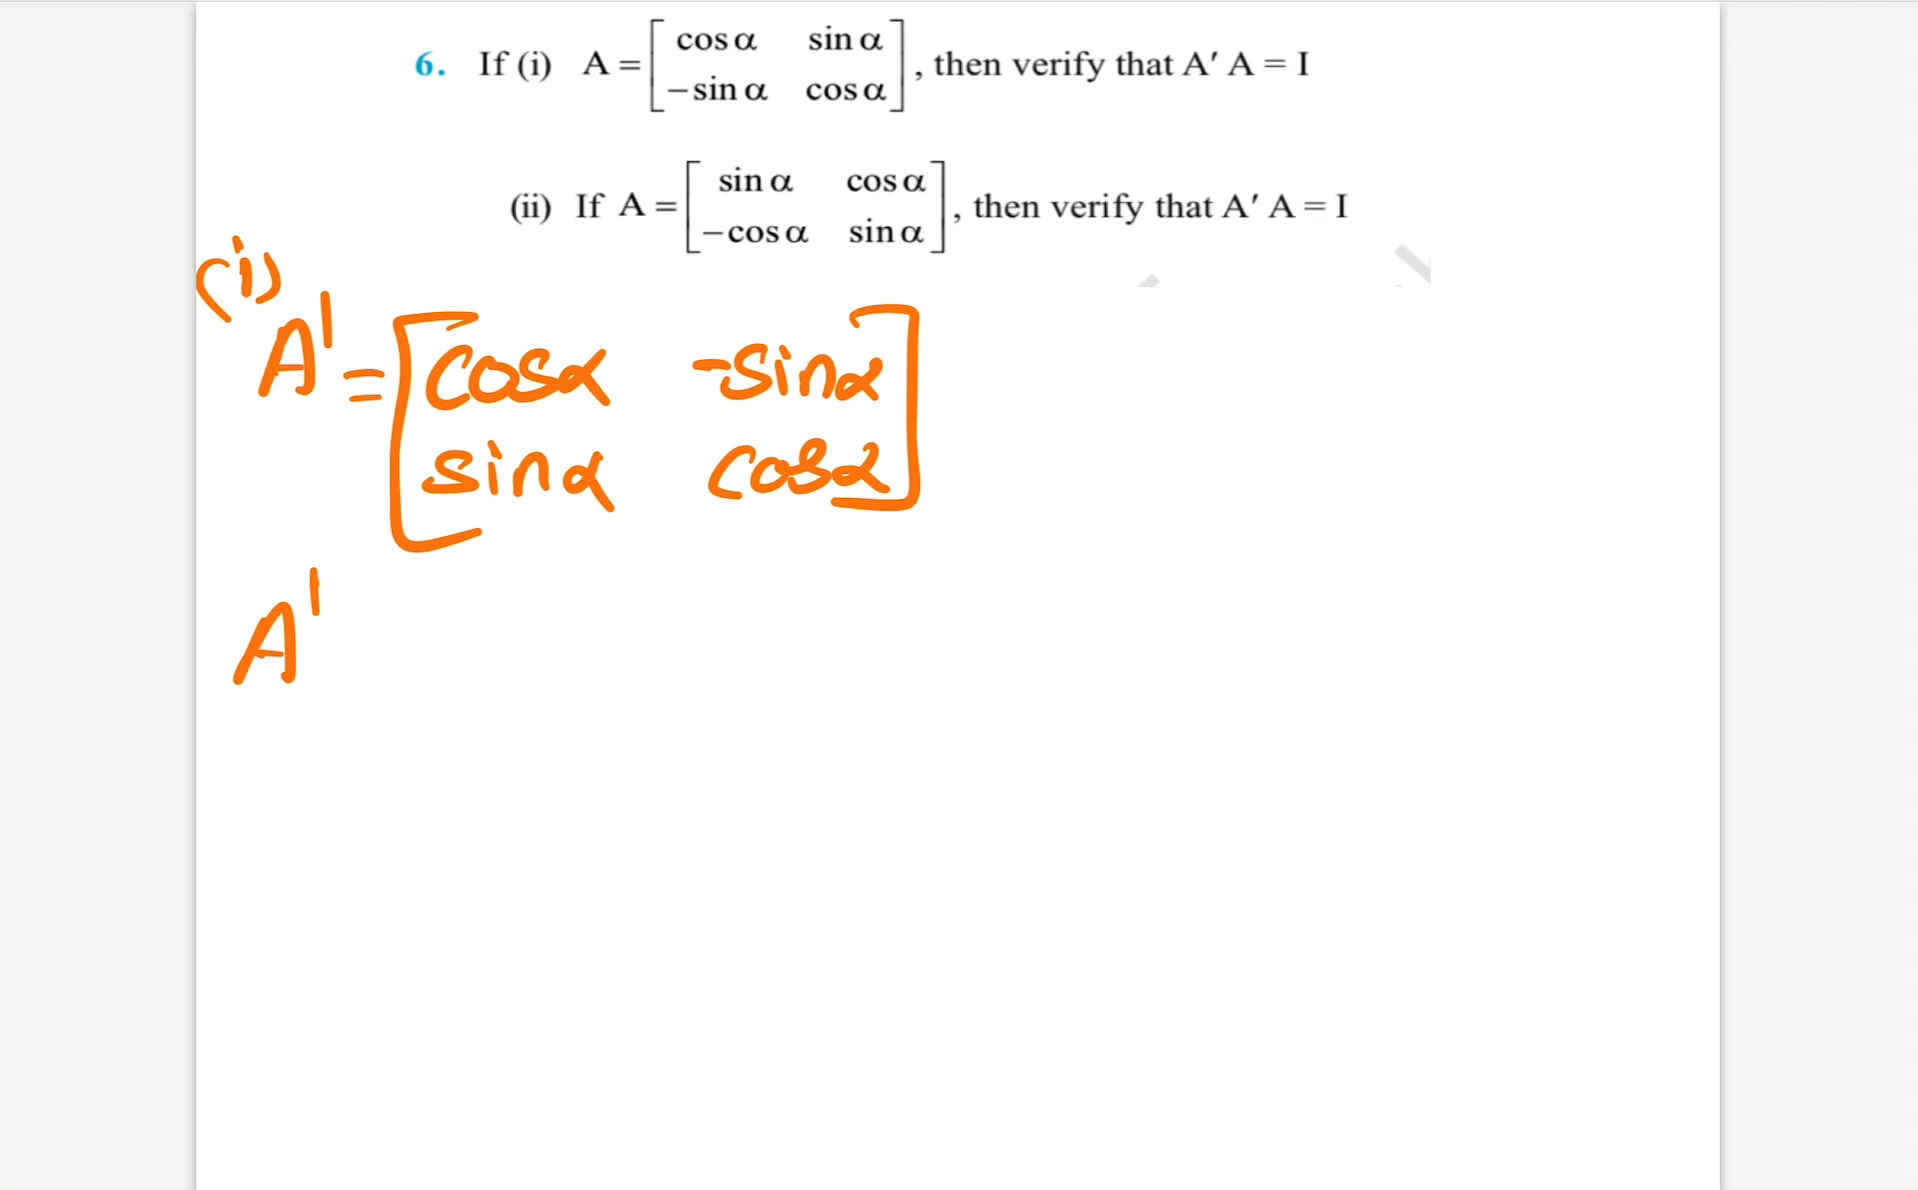 6. If (i) A = [ cos α sin α
− sin α cos α ] , then verify that A′ A = I
(ii) If A = [ sin α cos α
− cos α sin α ] , then verify that A′ A = I
(i)
A' = [ cosα -sinα
sinα cosα ]
A'